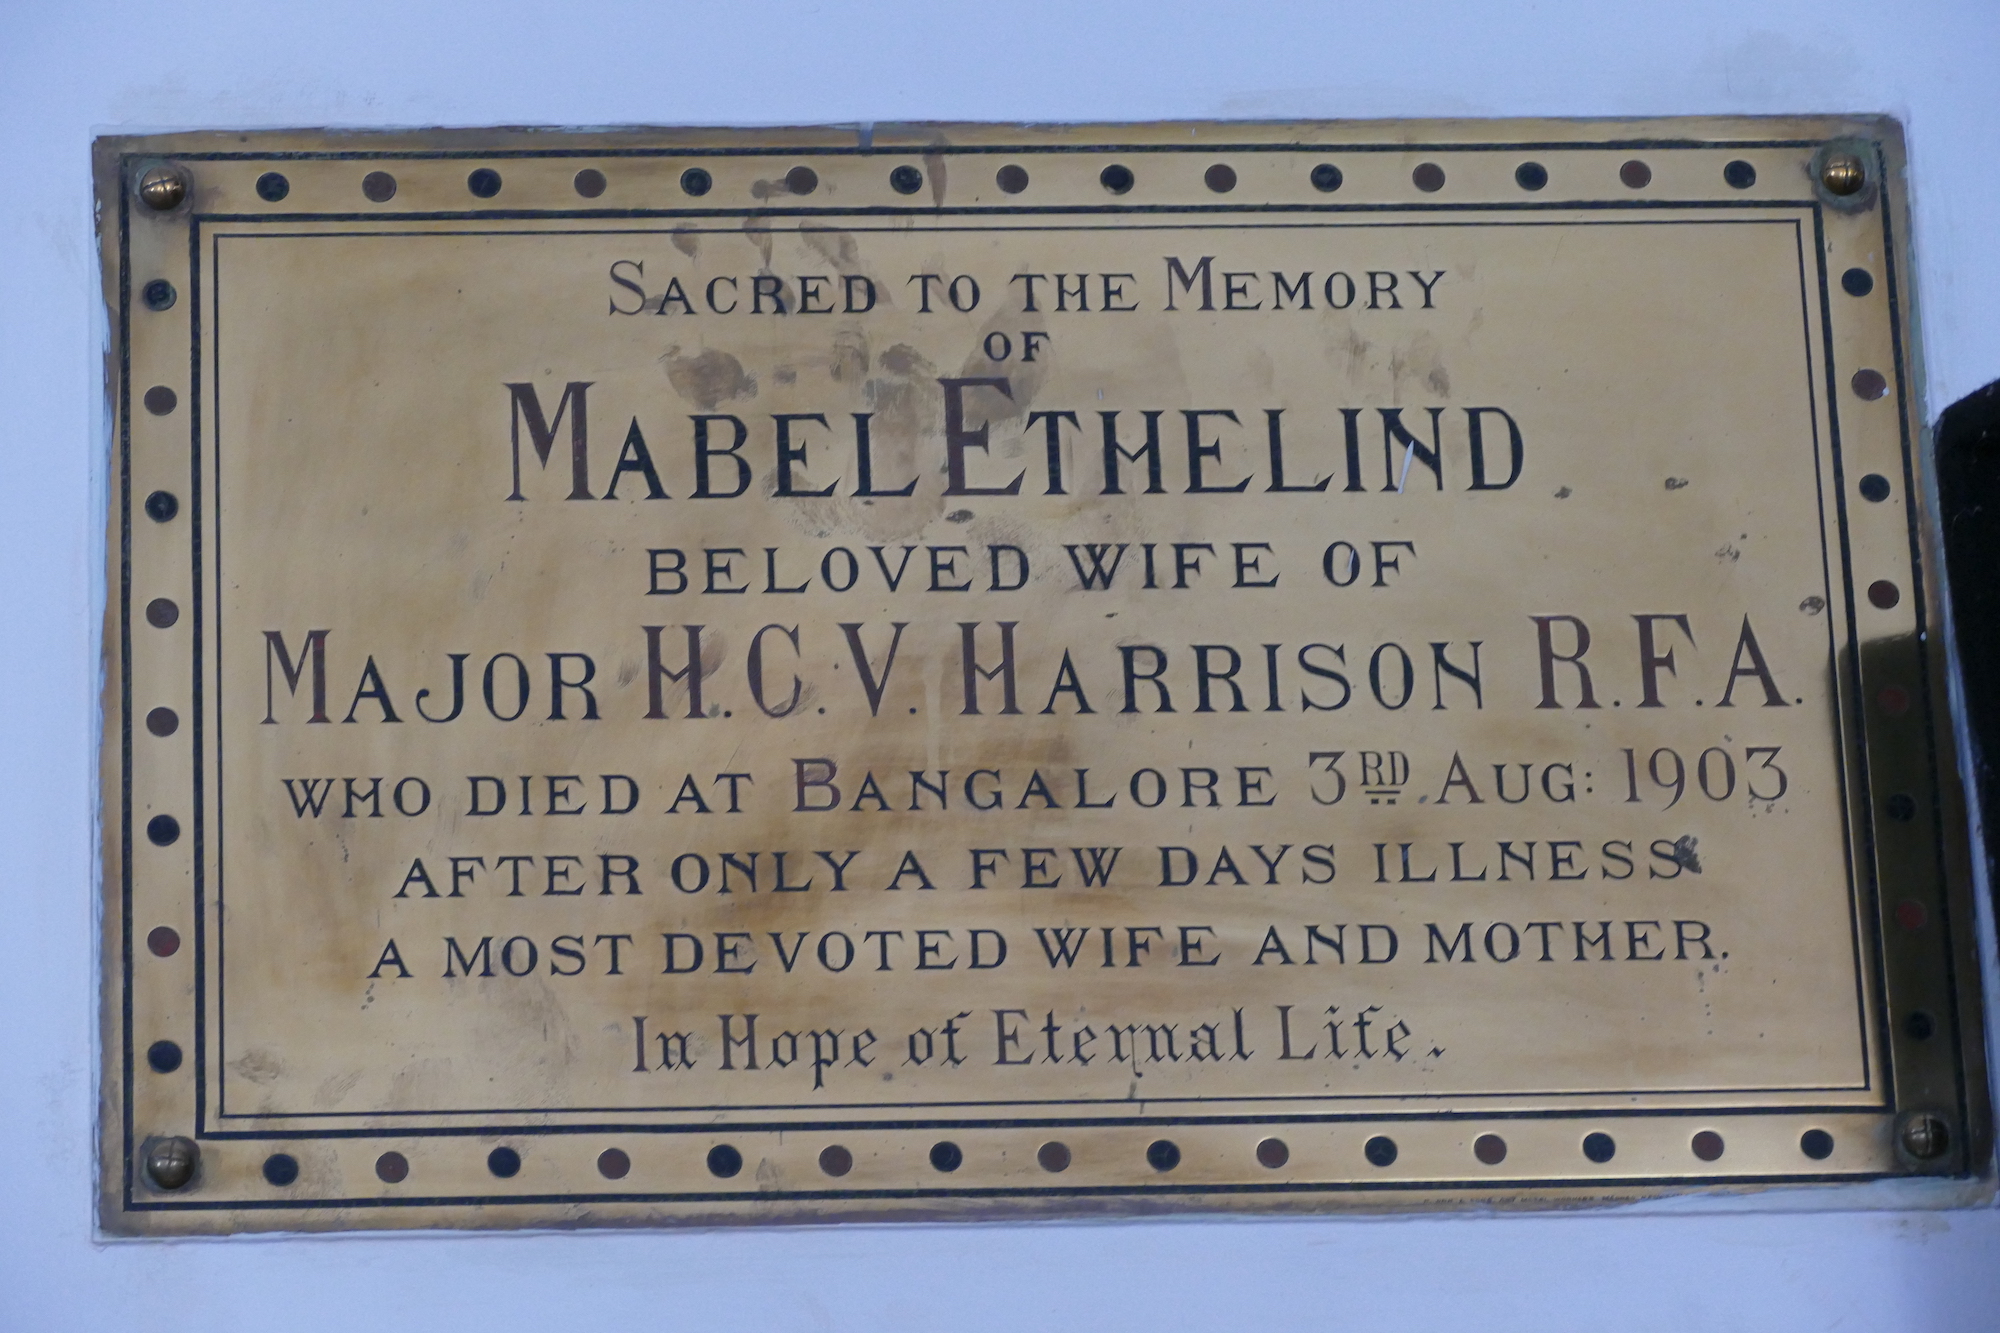 SACRED TO THE MEMORY
OF
MABEL ETHELIND
BELOVED WIFE OF
MAJOR H.C.V. HARRISON R.F.A.
WHO DIED AT BANGALORE 3RD AUG: 1903
AFTER ONLY A FEW DAYS ILLNESS
A MOST DEVOTED WIFE AND MOTHER.
In Hope of Eternal Life.